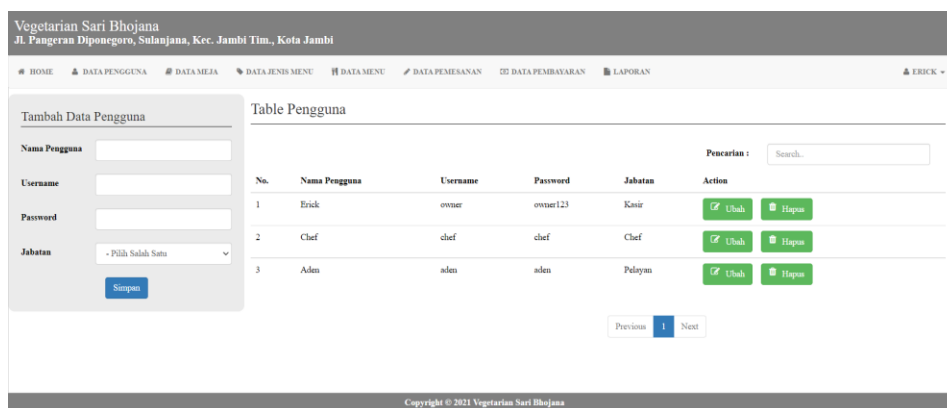 Vegetarian Sari Bhojana
Jl. Pangeran Diponegoro, Sulanjana, Kec. Jambi Tim., Kota Jambi
HOME DATA PENGGUNA DATA MEJA DATA JENIS MENU DATA MENU DATA PEMESANAN DATA PEMBAYARAN LAPORAN ERICK
Tambah Data Pengguna
Nama Pengguna
Username
Password
Jabatan - Pilih Salah Satu
Simpan
Table Pengguna
Pencarian : Search..
No. Nama Pengguna Username Password Jabatan Action
1 Erick owner owner123 Kasir Ubah Hapus
2 Chef chef chef Chef Ubah Hapus
3 Aden aden aden Pelayan Ubah Hapus
Previous 1 Next
Copyright © 2021 Vegetarian Sari Bhojana